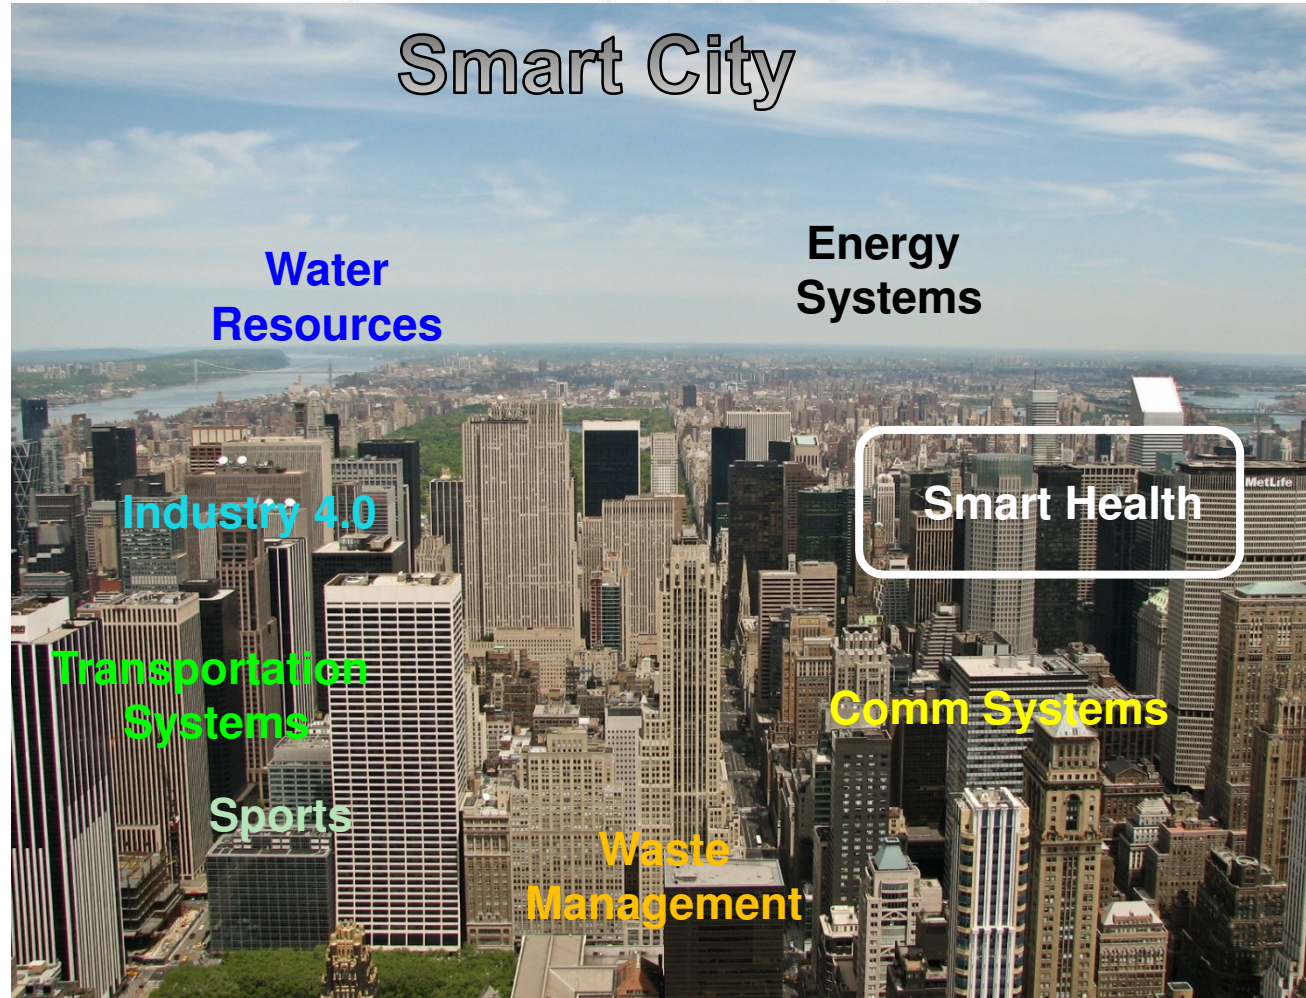 Smart City
Water
Resources
Energy
Systems
Industry 4.0
Smart Health
MetLife
Transportation
Systems
Comm Systems
Sports
Waste
Management